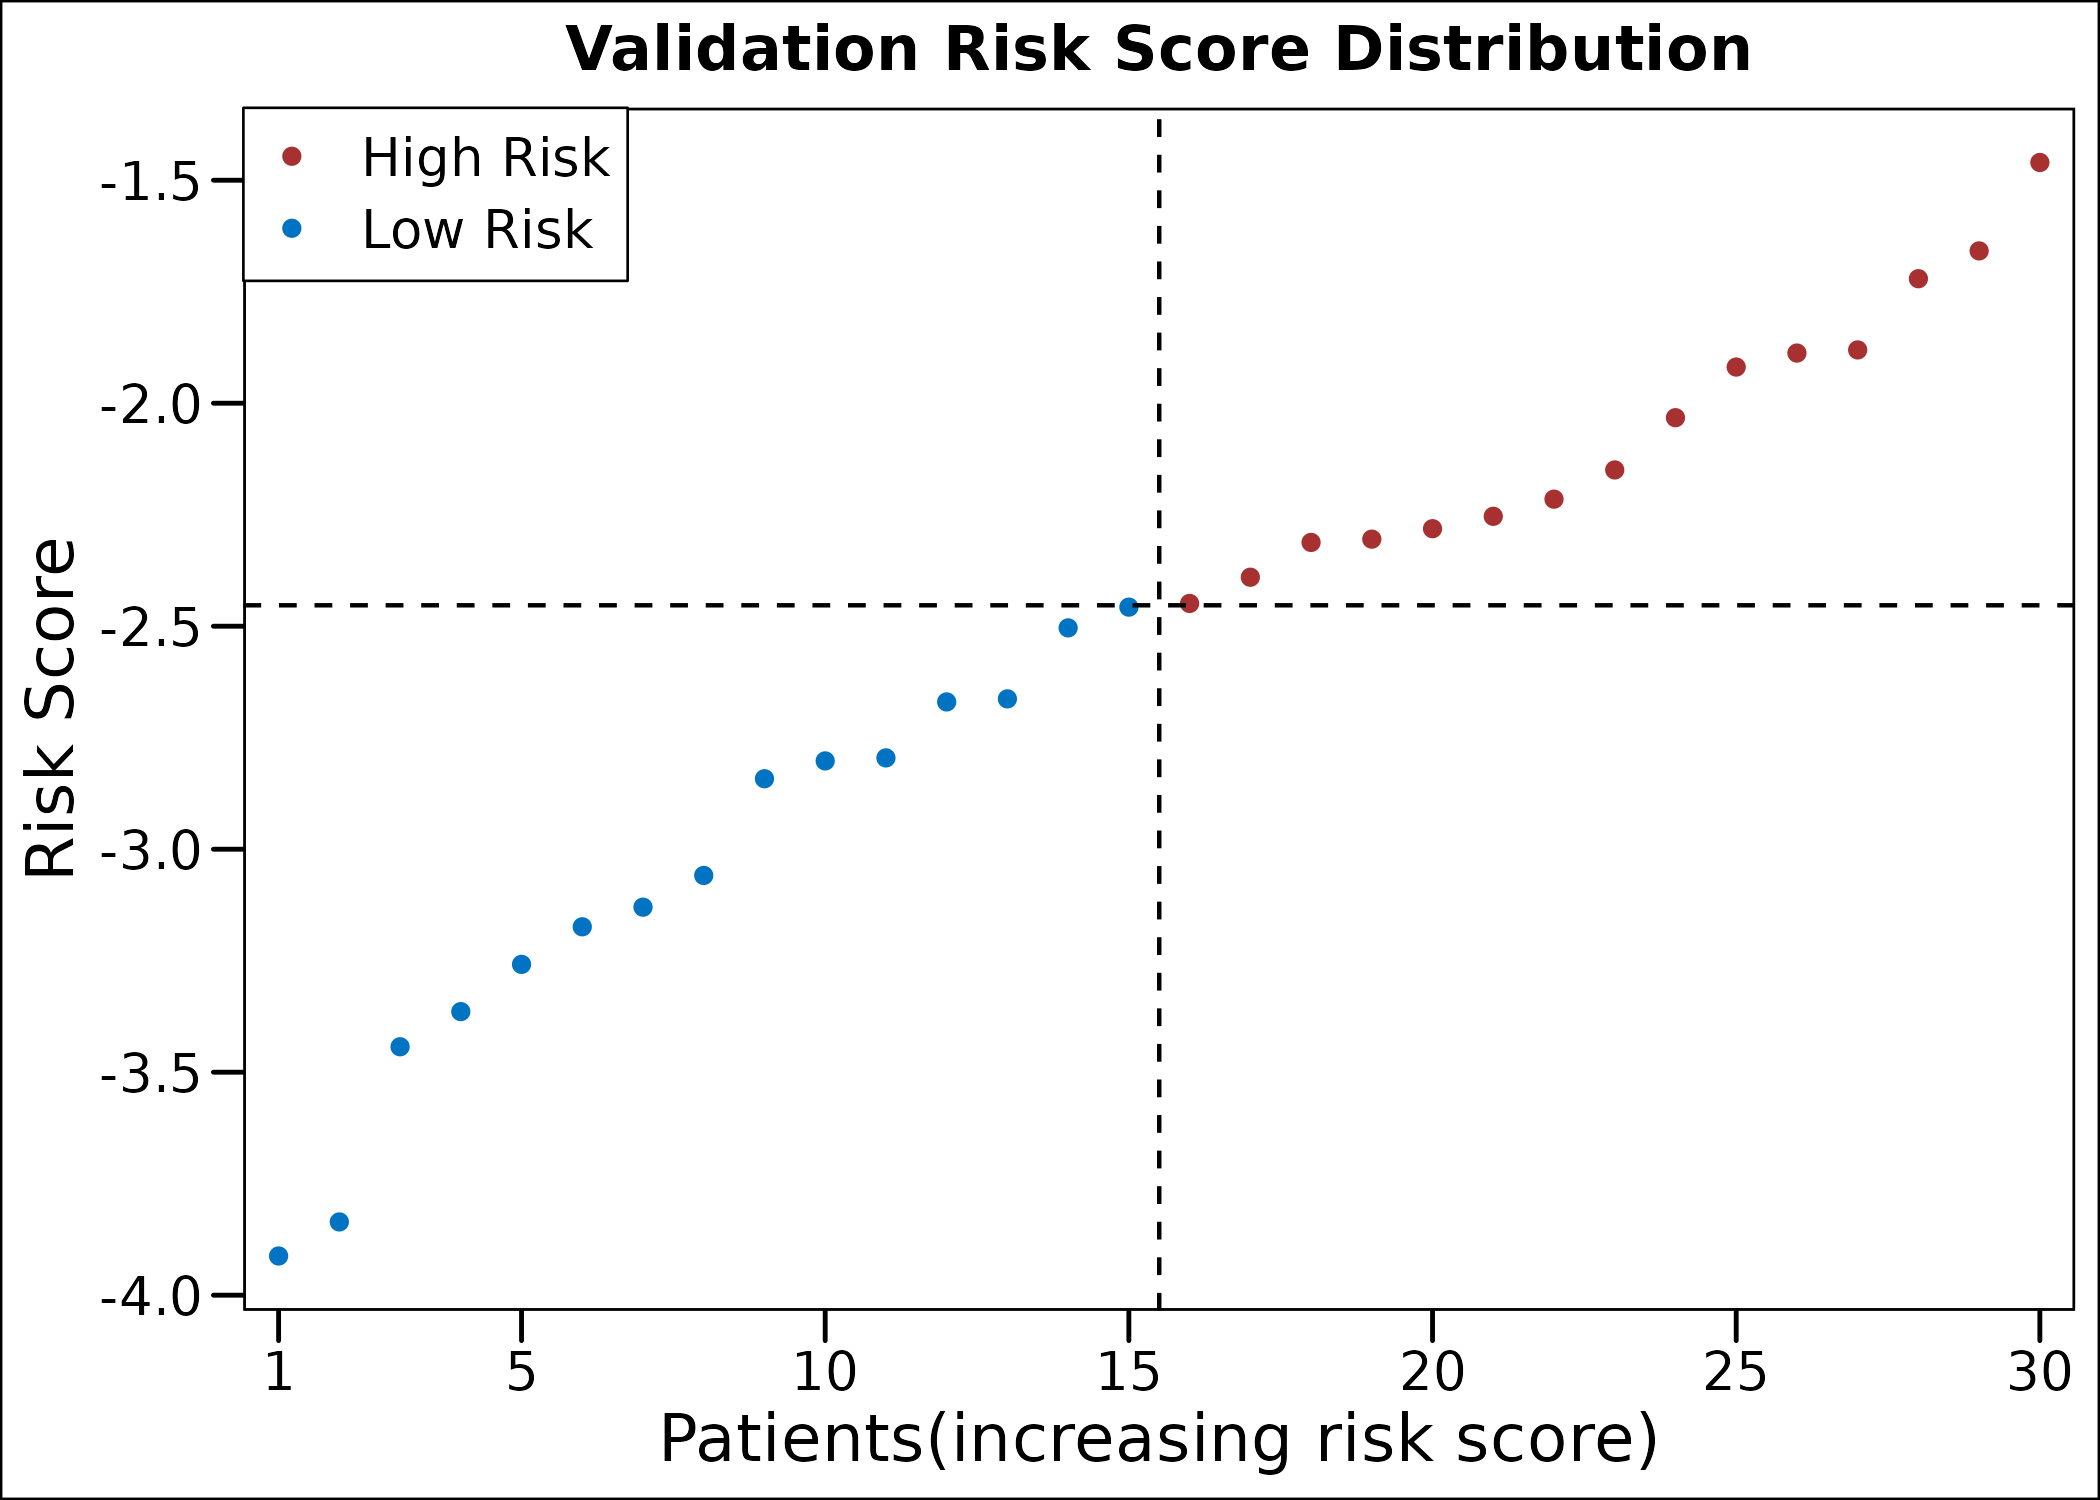 Validation Risk Score Distribution
High Risk
Low Risk
-1.5
-2.0
-2.5
-3.0
-3.5
-4.0
Risk Score
1 5 10 15 20 25 30
Patients(increasing risk score)